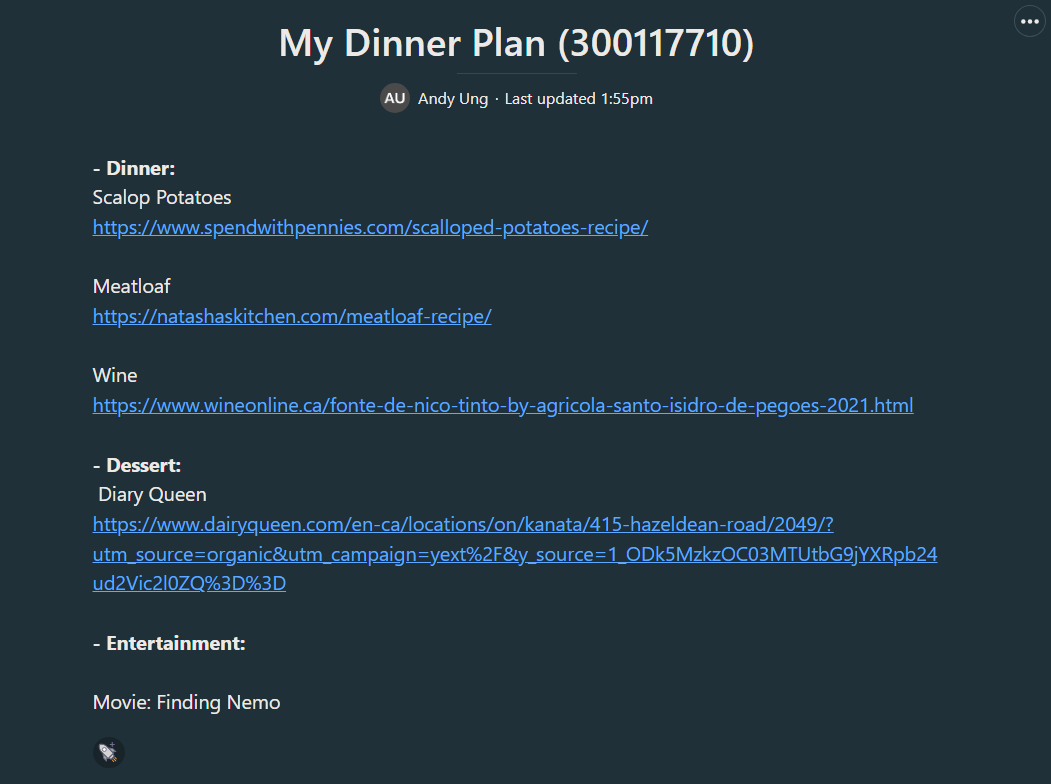 My Dinner Plan (300117710)
AU Andy Ung · Last updated 1:55pm
- Dinner:
Scalop Potatoes
https://www.spendwithpennies.com/scalloped-potatoes-recipe/
Meatloaf
https://natashaskitchen.com/meatloaf-recipe/
Wine
https://www.wineonline.ca/fonte-de-nico-tinto-by-agricola-santo-isidro-de-pegoes-2021.html
- Dessert:
Diary Queen
https://www.dairyqueen.com/en-ca/locations/on/kanata/415-hazeldean-road/2049/?
utm_source=organic&utm_campaign=yext%2F&y_source=1_ODk5MzkzOC03MTUtbG9jYXRpb24
ud2Vic2l0ZQ%3D%3D
- Entertainment:
Movie: Finding Nemo